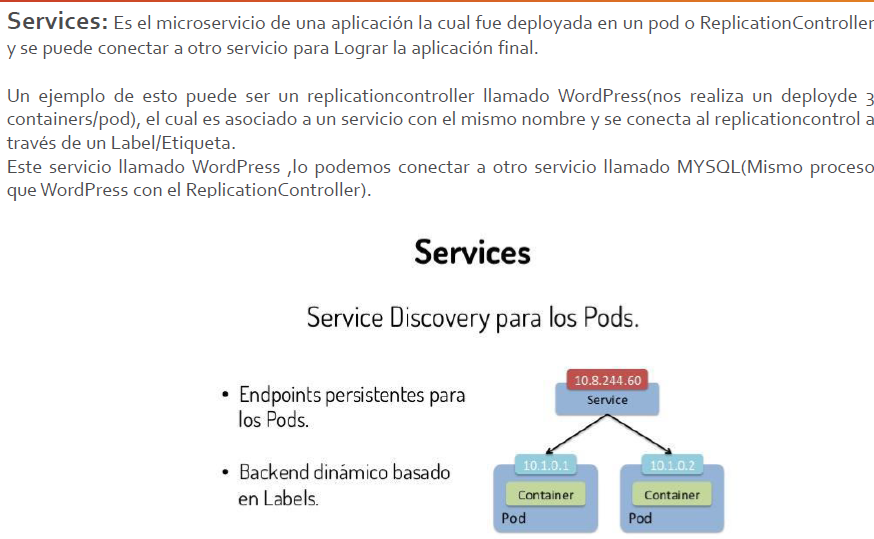 Services: Es el microservicio de una aplicación la cual fue deployada en un pod o ReplicationController
y se puede conectar a otro servicio para Lograr la aplicación final.
Un ejemplo de esto puede ser un replicationcontroller llamado WordPress(nos realiza un deployde 3
containers/pod), el cual es asociado a un servicio con el mismo nombre y se conecta al replicationcontrol a
través de un Label/Etiqueta.
Este servicio llamado WordPress ,lo podemos conectar a otro servicio llamado MYSQL(Mismo proceso
que WordPress con el ReplicationController).
Services
Service Discovery para los Pods.
• Endpoints persistentes para
los Pods.
• Backend dinámico basado
en Labels.
10.8.244.60
Service
10.1.0.1
Container
Pod
10.1.0.2
Container
Pod